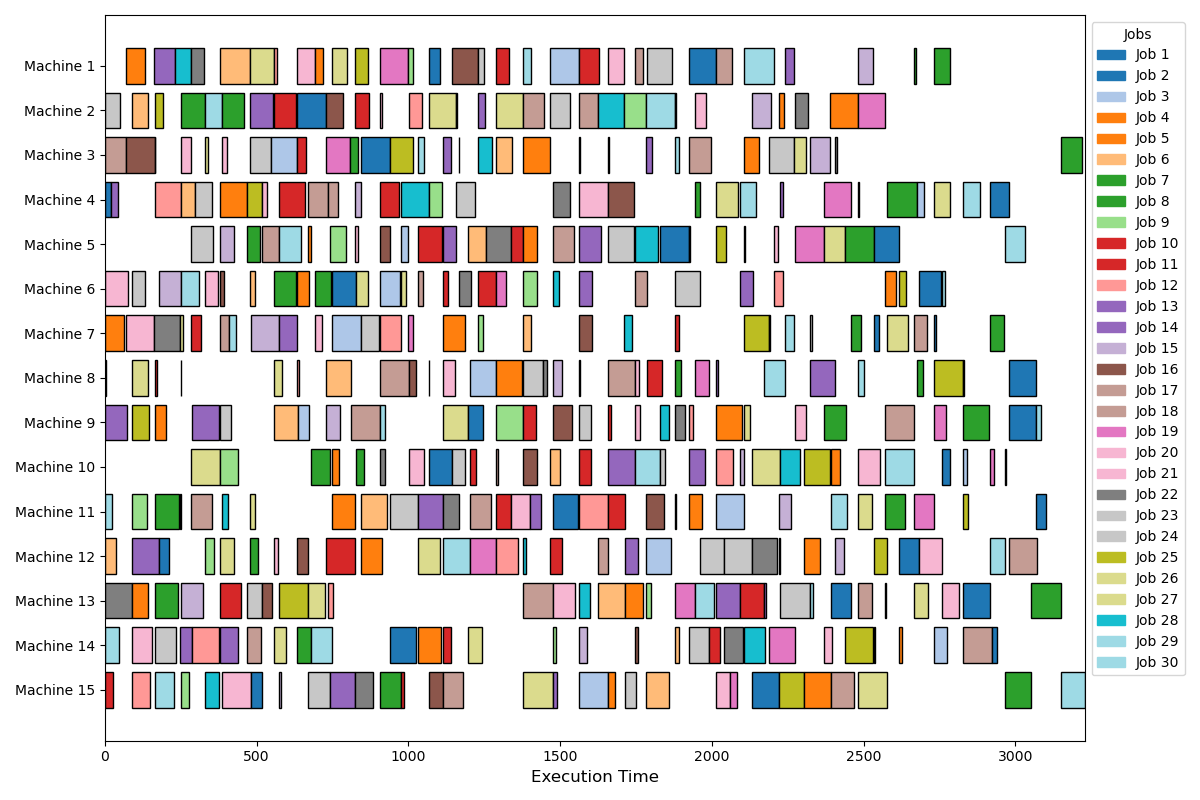 Machine 1
Machine 2
Machine 3
Machine 4
Machine 5
Machine 6
Machine 7
Machine 8
Machine 9
Machine 10
Machine 11
Machine 12
Machine 13
Machine 14
Machine 15
0 500 1000 1500 2000 2500 3000
Execution Time
Jobs
Job 1
Job 2
Job 3
Job 4
Job 5
Job 6
Job 7
Job 8
Job 9
Job 10
Job 11
Job 12
Job 13
Job 14
Job 15
Job 16
Job 17
Job 18
Job 19
Job 20
Job 21
Job 22
Job 23
Job 24
Job 25
Job 26
Job 27
Job 28
Job 29
Job 30